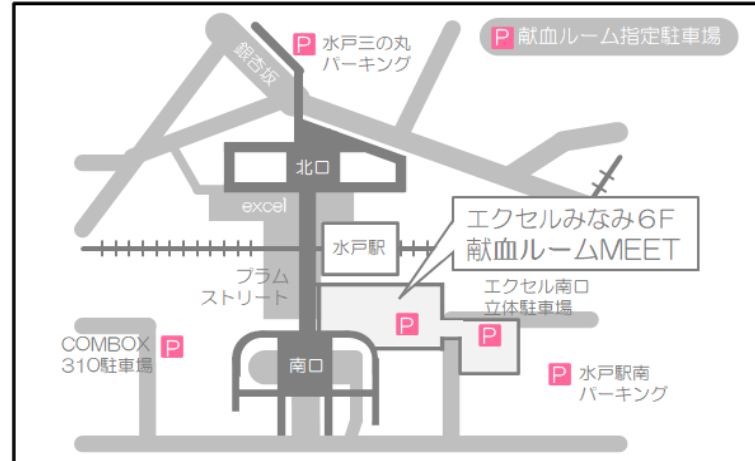 P 水戸三の丸
パーキング
P 献血ルーム指定駐車場
銀杏坂
北口
excel
エクセルみなみ6F
献血ルームMEET
水戸駅
プラム
ストリート
エクセル南口
立体駐車場
P
P
COMBOX
310駐車場 P
南口
P 水戸駅南
パーキング